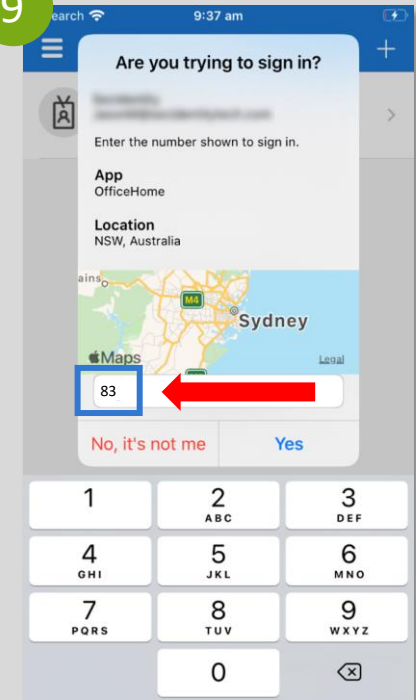 9
earch 9:37 am
Are you trying to sign in?
Enter the number shown to sign in.
App
OfficeHome
Location
NSW, Australia
ains
M4
Sydney
Maps
Legal
83
No, it's not me Yes
1 2 3
ABC DEF
4 5 6
GHI JKL MNO
7 8 9
PQRS TUV WXYZ
0